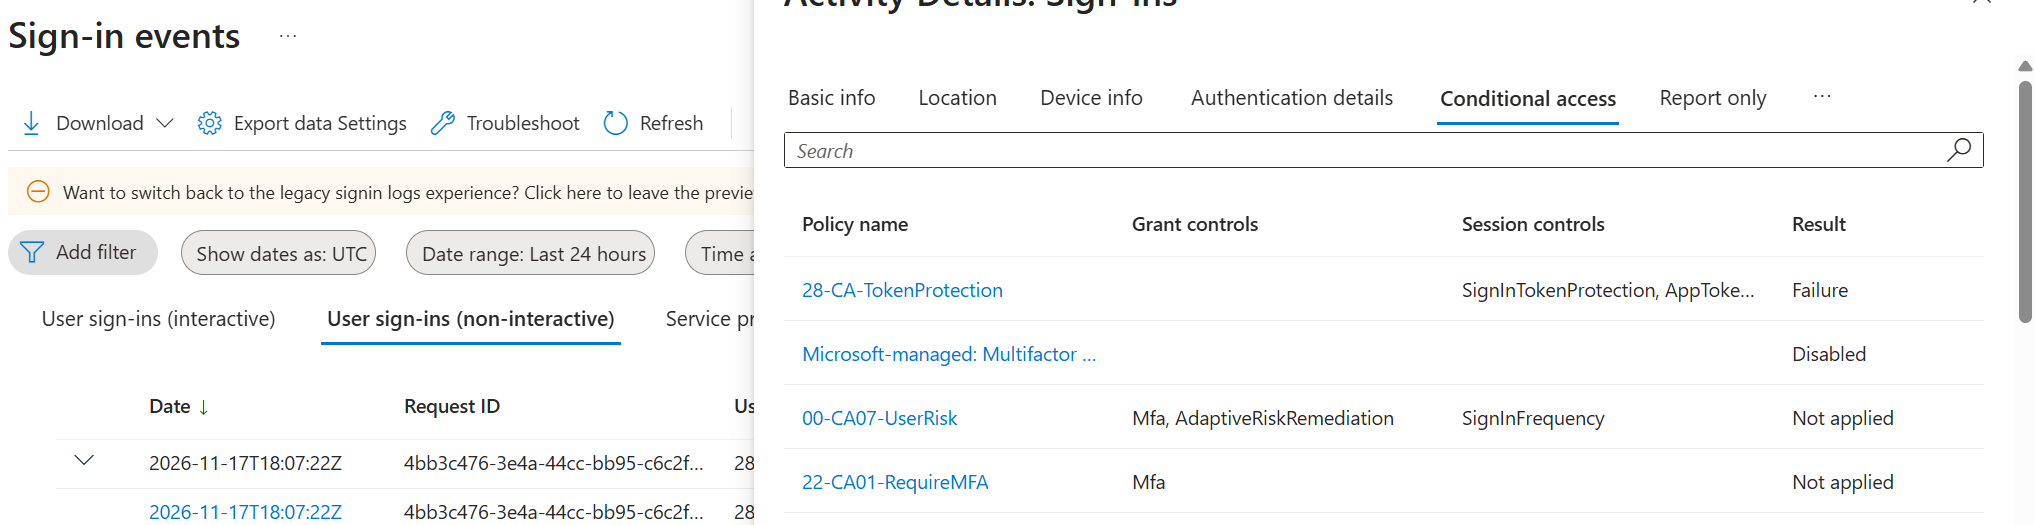 Sign-in events ...
Download
Export data Settings
Troubleshoot
Refresh
Want to switch back to the legacy signin logs experience? Click here to leave the previe
Add filter
Show dates as: UTC
Date range: Last 24 hours
Time a
User sign-ins (interactive)
User sign-ins (non-interactive)
Service pr
Date ↓ Request ID Us
2026-11-17T18:07:22Z 4bb3c476-3e4a-44cc-bb95-c6c2f... 28
2026-11-17T18:07:22Z 4bb3c476-3e4a-44cc-bb95-c6c2f... 28
Activity Details: Sign-ins
Basic info Location Device info Authentication details Conditional access Report only ...
Search
Policy name Grant controls Session controls Result
28-CA-TokenProtection SignInTokenProtection, AppToke... Failure
Microsoft-managed: Multifactor ... Disabled
00-CA07-UserRisk Mfa, AdaptiveRiskRemediation SignInFrequency Not applied
22-CA01-RequireMFA Mfa Not applied